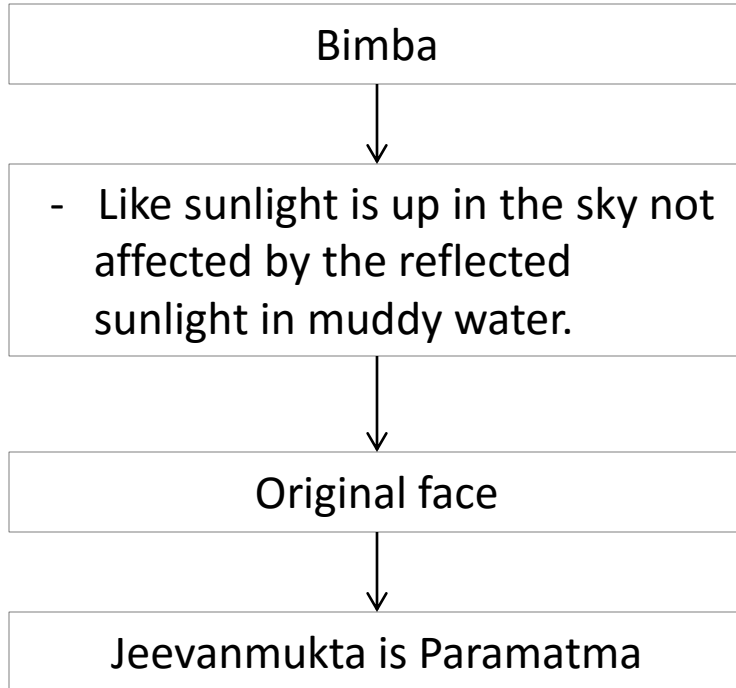 Bimba
- Like sunlight is up in the sky not
affected by the reflected
sunlight in muddy water.
Original face
Jeevanmukta is Paramatma